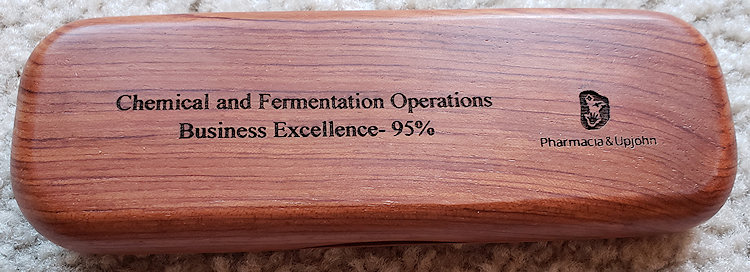 Chemical and Fermentation Operations
Business Excellence- 95%
Pharmacia&Upjohn